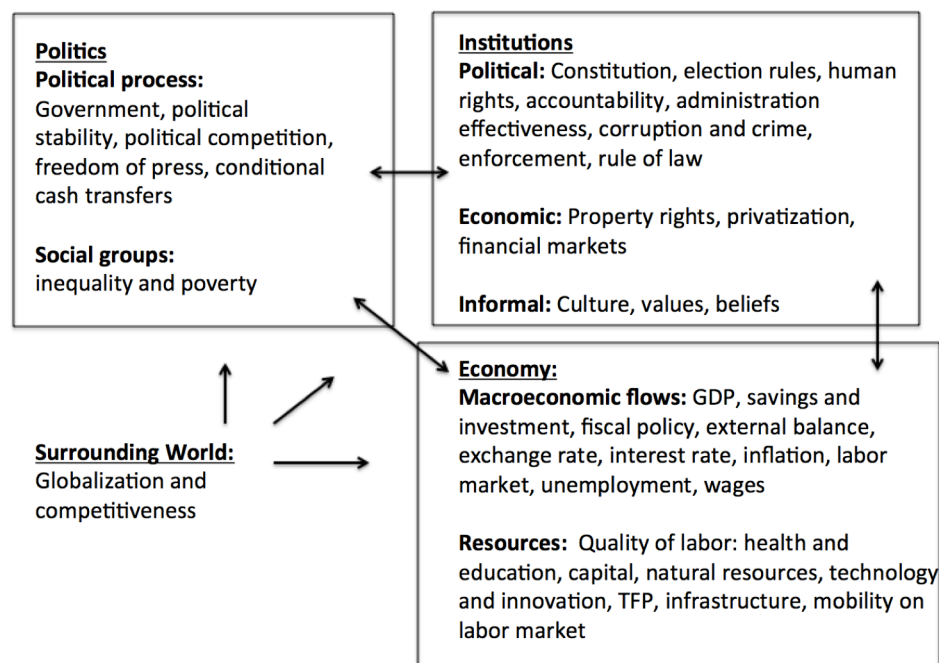 Politics
Political process:
Government, political
stability, political competition,
freedom of press, conditional
cash transfers
Social groups:
inequality and poverty
Institutions
Political: Constitution, election rules, human
rights, accountability, administration
effectiveness, corruption and crime,
enforcement, rule of law
Economic: Property rights, privatization,
financial markets
Informal: Culture, values, beliefs
Surrounding World:
Globalization and
competitiveness
Economy:
Macroeconomic flows: GDP, savings and
investment, fiscal policy, external balance,
exchange rate, interest rate, inflation, labor
market, unemployment, wages
Resources: Quality of labor: health and
education, capital, natural resources, technology
and innovation, TFP, infrastructure, mobility on
labor market